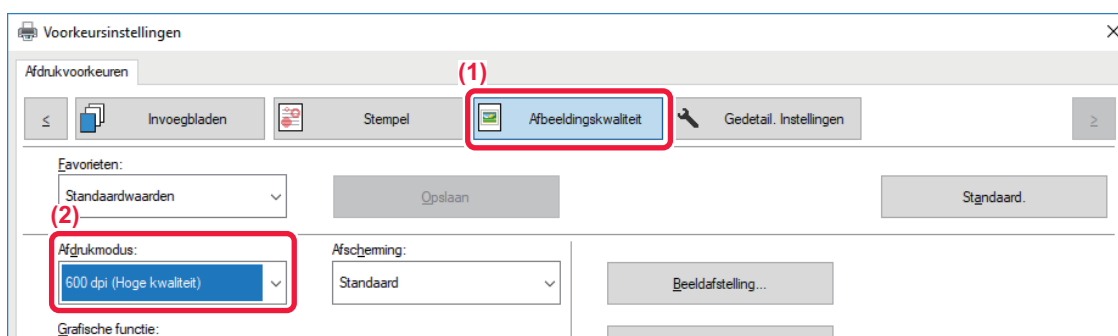 Voorkeursinstellingen
Afdrukvoorkeuren
(1)
< Invoegbladen Stempel Afbeeldingskwaliteit Gedetail. Instellingen >
Favorieten:
Standaardwaarden Opslaan Standaard.
(2)
Afdrukmodus: Afscherming:
600 dpi (Hoge kwaliteit) Standaard Beeldafstelling...
Grafische functie: